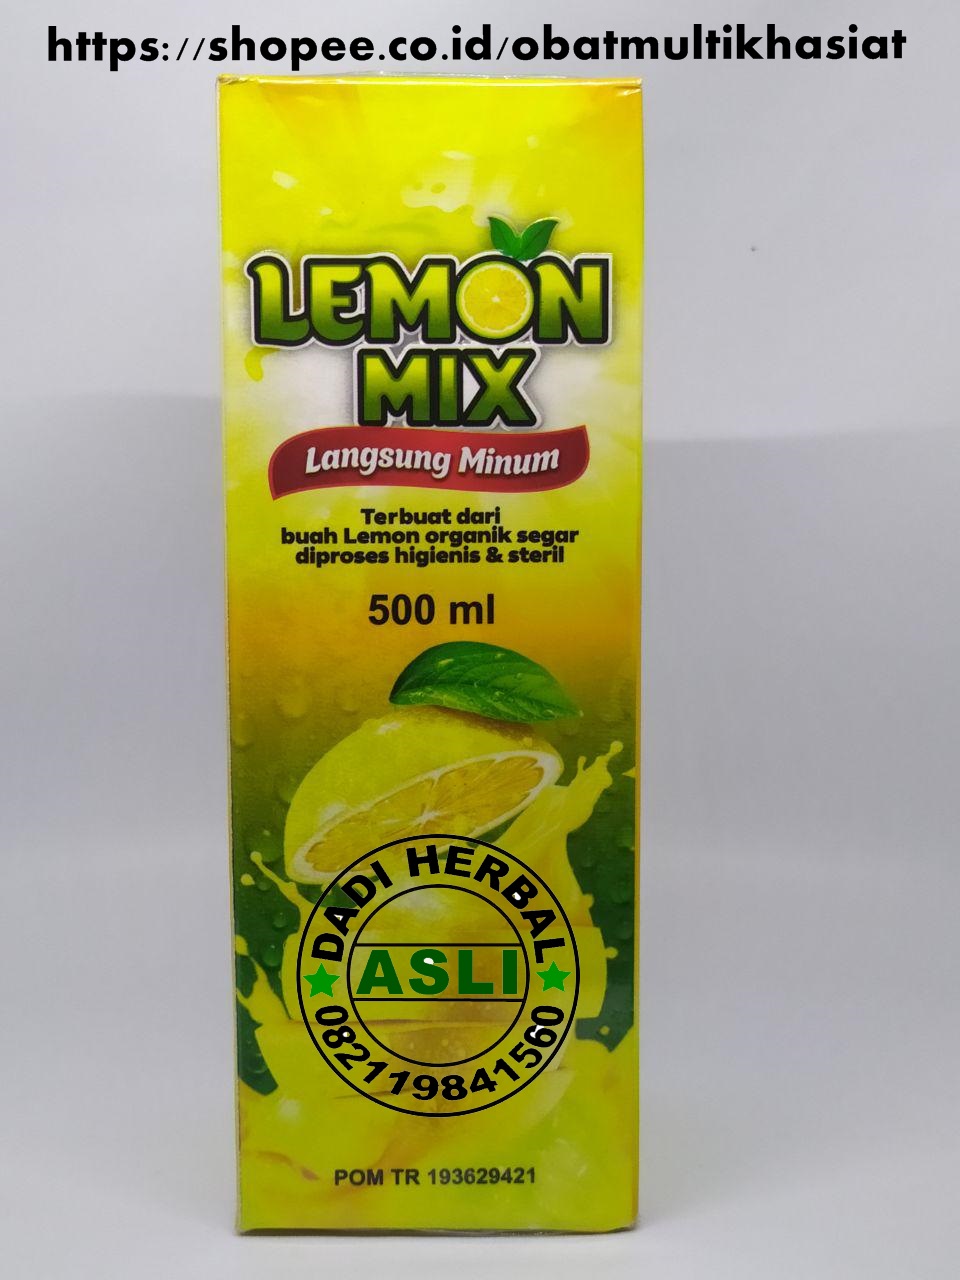 https://shopee.co.id/obatmultikhasiat
LEMON
MIX
Langsung Minum
Terbuat dari
buah Lemon organik segar
diproses higienis & steril
500 ml
DADI HERBAL
ASLI
082119841560
POM TR 193629421